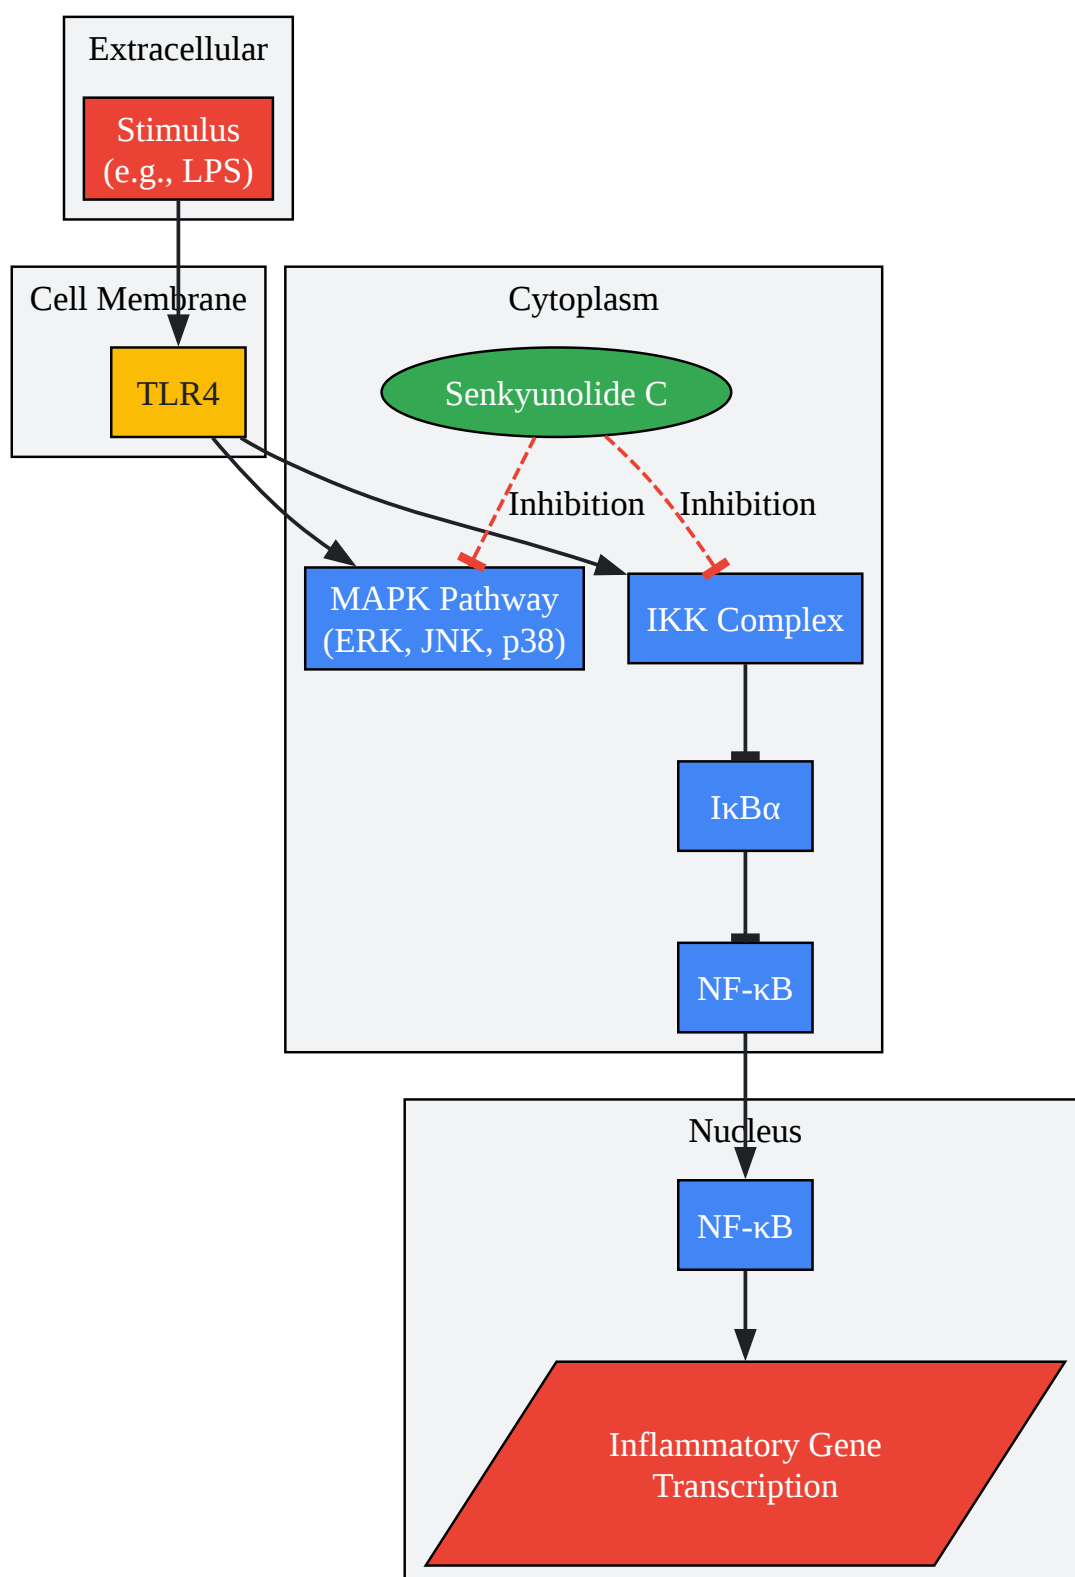 Extracellular
Stimulus
(e.g., LPS)
Cell Membrane
TLR4
Cytoplasm
Senkyunolide C
Inhibition
Inhibition
MAPK Pathway
(ERK, JNK, p38)
IKK Complex
IκBα
NF-κB
Nucleus
NF-κB
Inflammatory Gene
Transcription